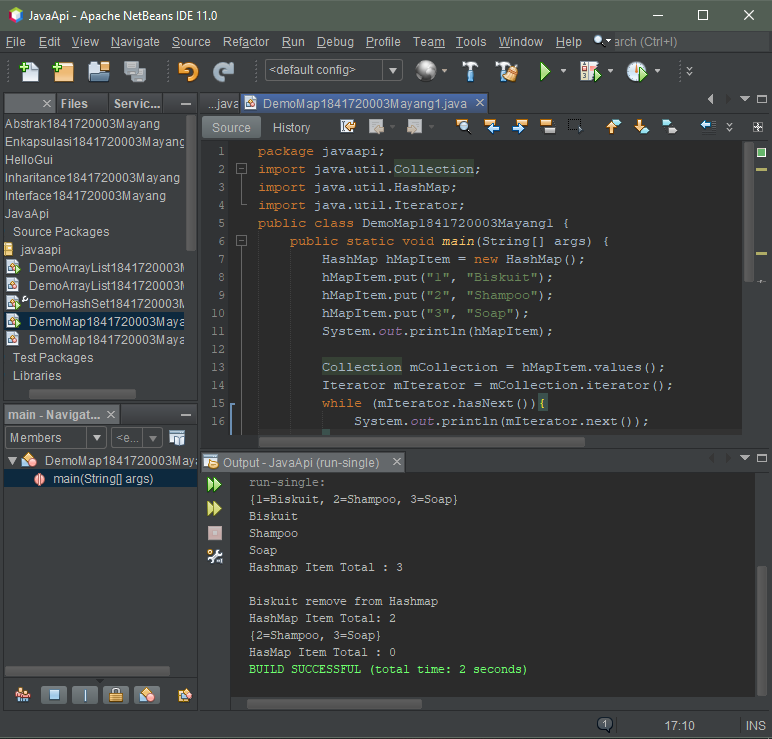 JavaApi - Apache NetBeans IDE 11.0
File Edit View Navigate Source Refactor Run Debug Profile Team Tools Window Help arch (Ctrl+I)
<default config>
Files Servic...
Abstrak1841720003Mayang
Enkapsulasi1841720003Mayang
HelloGui
Inheritance1841720003Mayang
Interface1841720003Mayang
JavaApi
Source Packages
javaapi
DemoArrayList1841720003
DemoArrayList1841720003
DemoHashSet1841720003
DemoMap1841720003Maya
DemoMap1841720003Maya
Test Packages
Libraries
main - Navigat...
Members <e...
DemoMap1841720003May
main(String[] args)
...java DemoMap1841720003Mayang1.java
Source History
1 package javaapi;
2 import java.util.Collection;
3 import java.util.HashMap;
4 import java.util.Iterator;
5 public class DemoMap1841720003Mayang1 {
6 public static void main(String[] args) {
7 HashMap hMapItem = new HashMap();
8 hMapItem.put("1", "Biskuit");
9 hMapItem.put("2", "Shampoo");
10 hMapItem.put("3", "Soap");
11 System.out.println(hMapItem);
12
13 Collection mCollection = hMapItem.values();
14 Iterator mIterator = mCollection.iterator();
15 while (mIterator.hasNext()){
16 System.out.println(mIterator.next());
Output - JavaApi (run-single)
run-single:
{1=Biskuit, 2=Shampoo, 3=Soap}
Biskuit
Shampoo
Soap
Hashmap Item Total : 3
Biskuit remove from Hashmap
HashMap Item Total: 2
{2=Shampoo, 3=Soap}
HasMap Item Total : 0
BUILD SUCCESSFUL (total time: 2 seconds)
1 17:10 INS